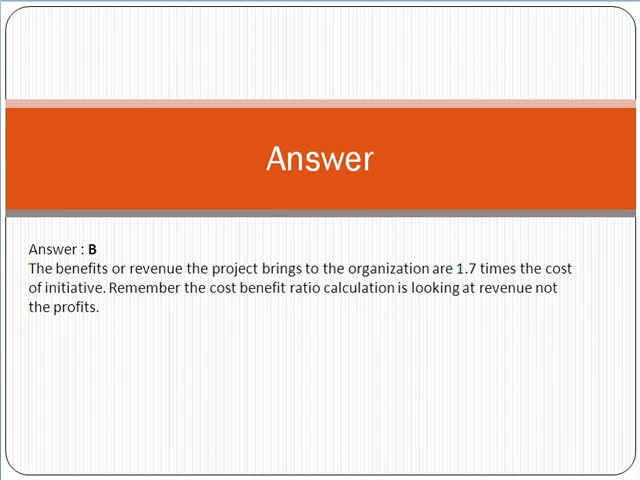 Answer
Answer : B
The benefits or revenue the project brings to the organization are 1.7 times the cost
of initiative. Remember the cost benefit ratio calculation is looking at revenue not
the profits.